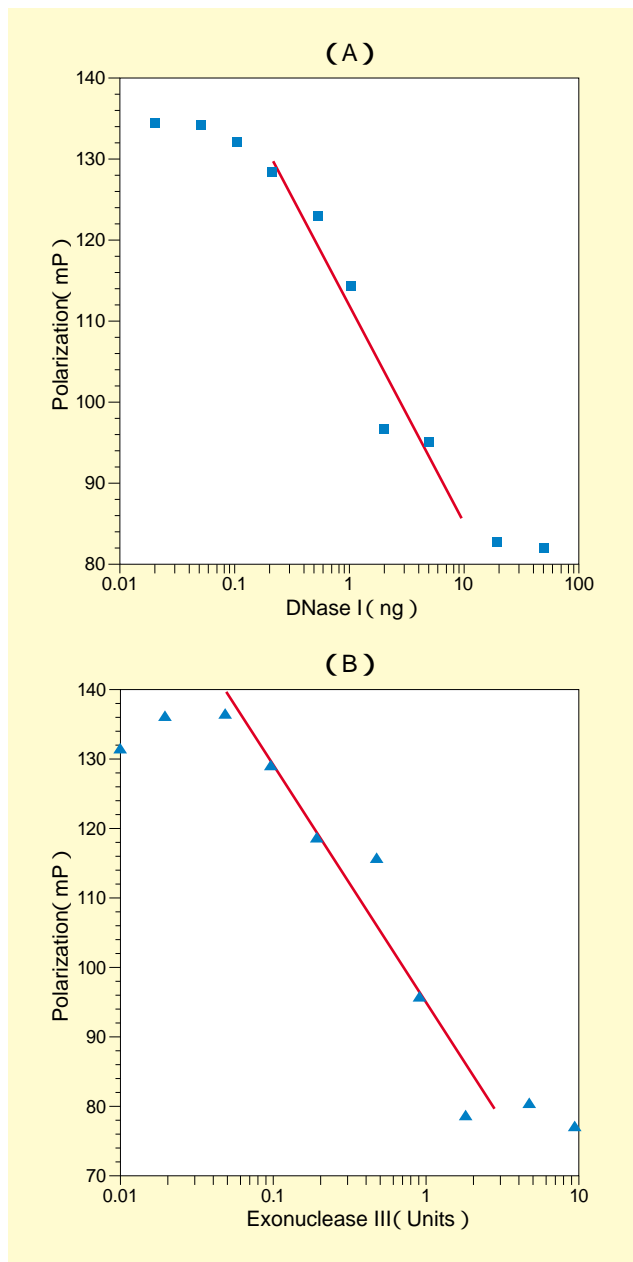 (A)
140
130
120
110
100
90
80
Polarization( mP )
0.01 0.1 1 10 100
DNase I( ng )
(B)
140
130
120
110
100
90
80
70
Polarization( mP )
0.01 0.1 1 10
Exonuclease III( Units )